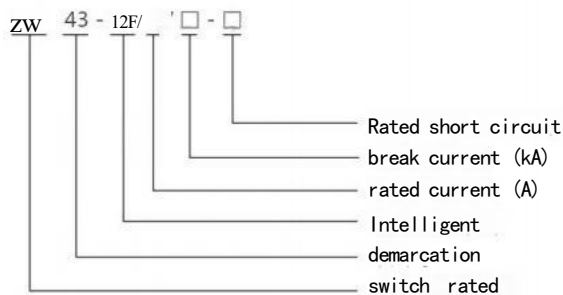 ZW 43 - 12F/ ' □ - □
Rated short circuit
break current (kA)
rated current (A)
Intelligent
demarcation
switch rated